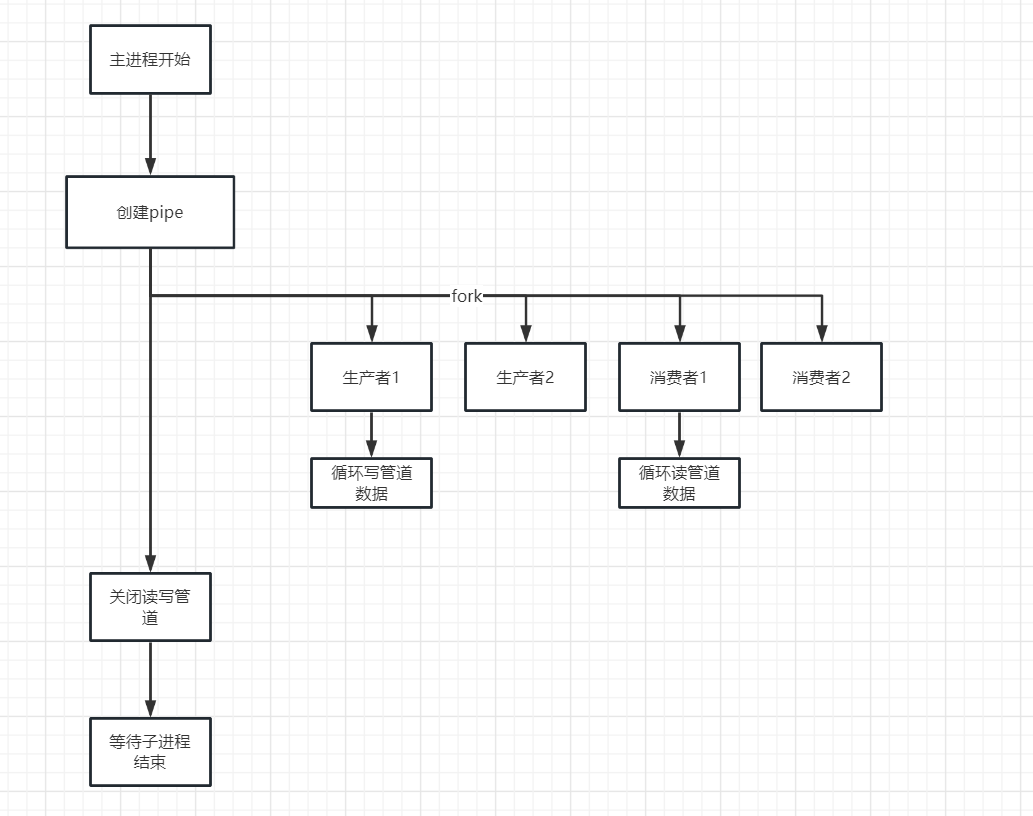 主进程开始
创建pipe
fork
生产者1
生产者2
消费者1
消费者2
循环写管道
数据
循环读管道
数据
关闭读写管
道
等待子进程
结束